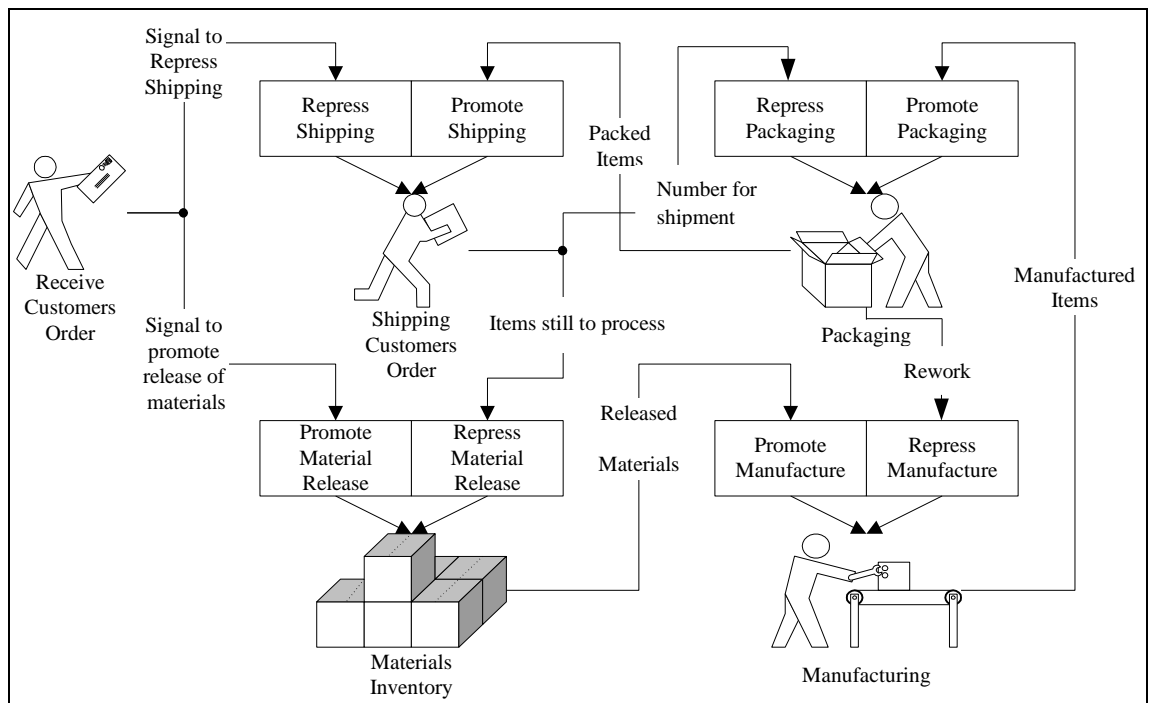 Signal to
Repress
Shipping
Repress
Shipping
Promote
Shipping
Packed
Items
Number for
shipment
Repress
Packaging
Promote
Packaging
Receive
Customers
Order
Shipping
Customers
Order
Packaging
Manufactured
Items
Signal to
promote
release of
materials
Items still to process
Rework
Released
Materials
Promote
Material
Release
Repress
Material
Release
Promote
Manufacture
Repress
Manufacture
Materials
Inventory
Manufacturing